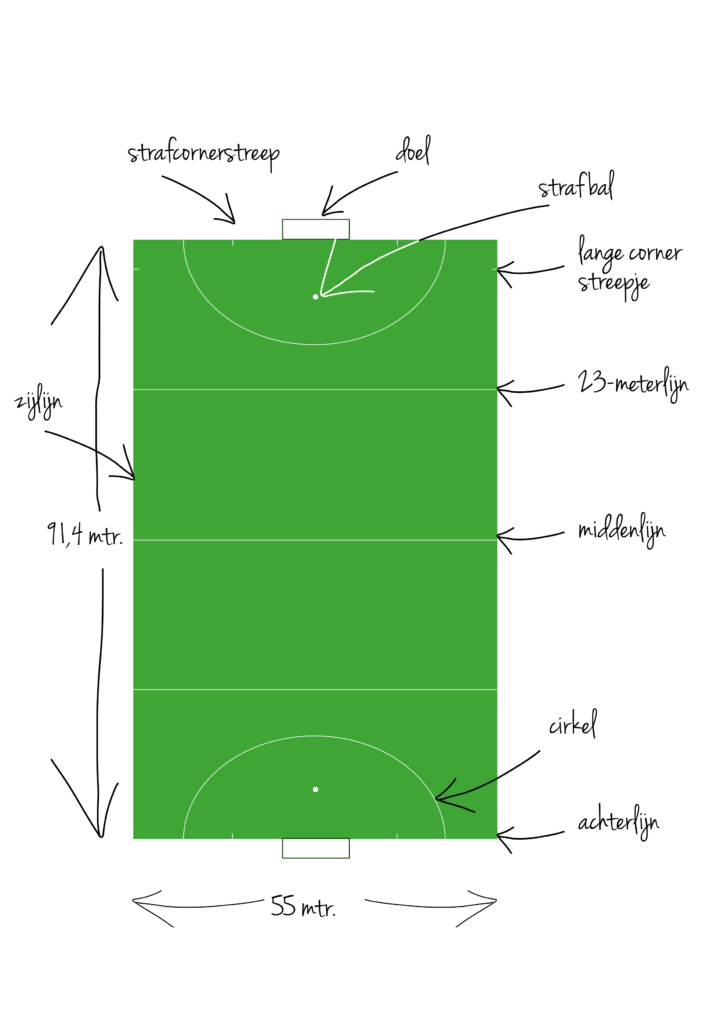 strafcornerstreep
doel
strafbal
lange corner
streepje
23-meterlijn
zijlijn
91,4 mtr.
middenlijn
cirkel
achterlijn
55 mtr.